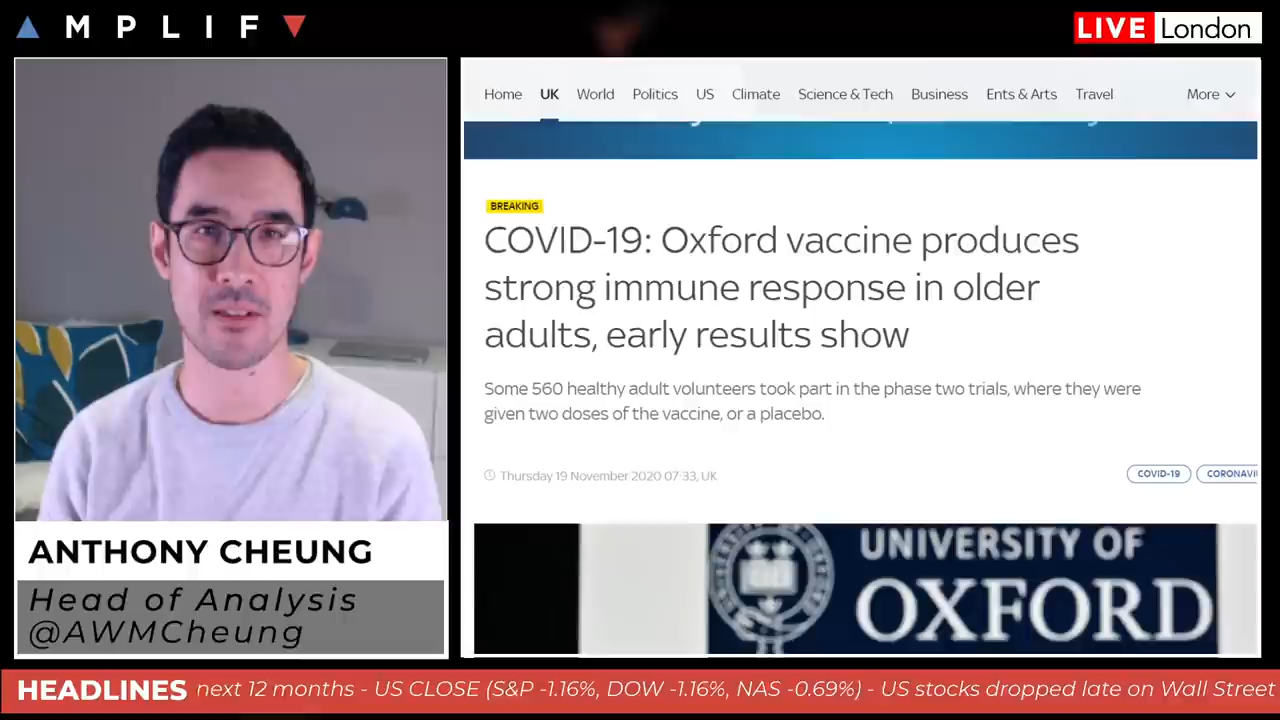 MPLIF
LIVE London
Home UK World Politics US Climate Science & Tech Business Ents & Arts Travel More
BREAKING
COVID-19: Oxford vaccine produces
strong immune response in older
adults, early results show
Some 560 healthy adult volunteers took part in the phase two trials, where they were
given two doses of the vaccine, or a placebo.
Thursday 19 November 2020 07:33, UK
COVID-19
UNIVERSITY OF
OXFORD
ANTHONY CHEUNG
Head of Analysis
@AWMCheung
HEADLINES next 12 months - US CLOSE (S&P -1.16%, DOW -1.16%, NAS -0.69%) - US stocks dropped late on Wall Street